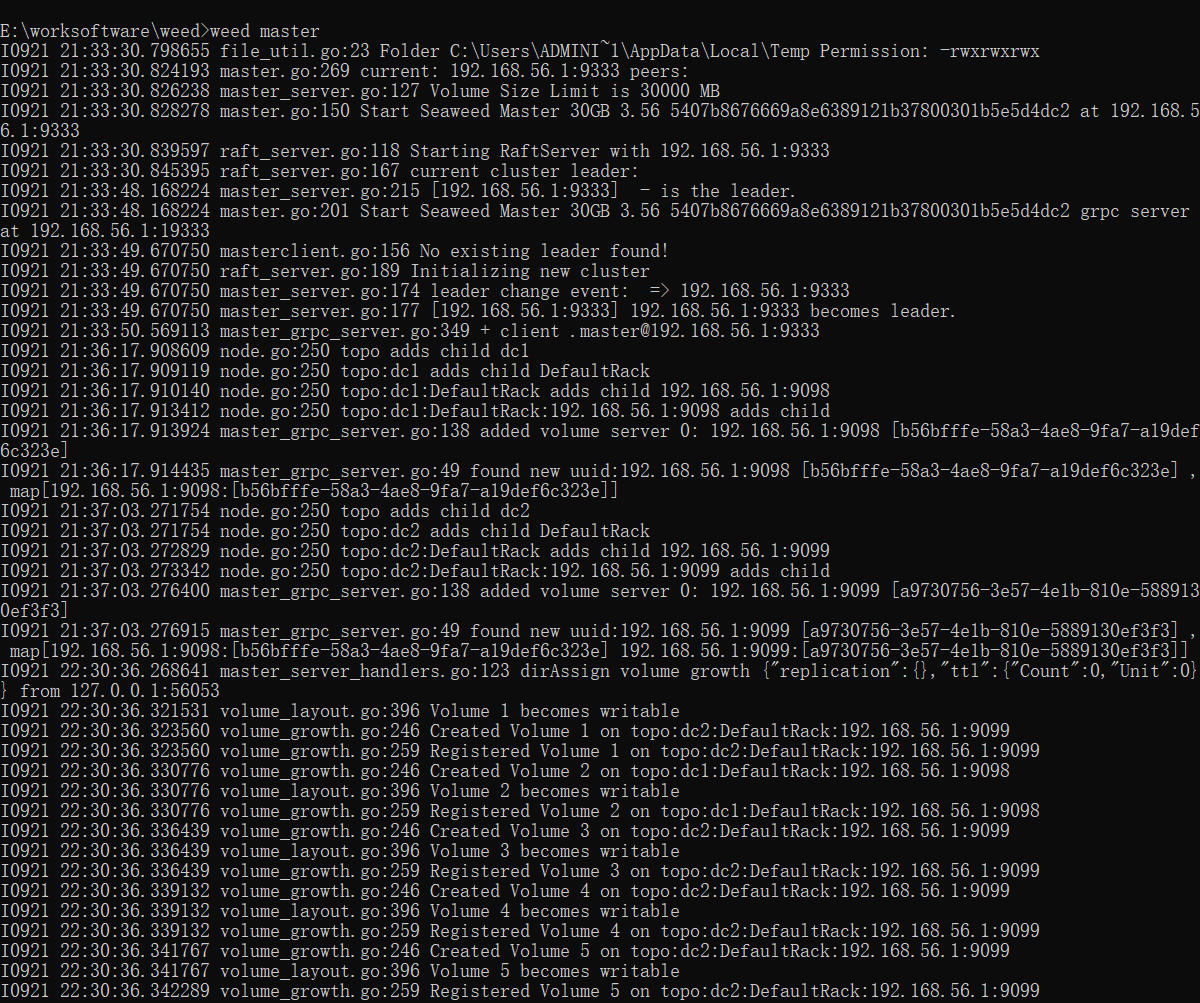 E:\worksoftware\weed>weed master
I0921 21:33:30.798655 file_util.go:23 Folder C:\Users\ADMINI~1\AppData\Local\Temp Permission: -rwxrwxrwx
I0921 21:33:30.824193 master.go:269 current: 192.168.56.1:9333 peers:
I0921 21:33:30.826238 master_server.go:127 Volume Size Limit is 30000 MB
I0921 21:33:30.828278 master.go:150 Start Seaweed Master 30GB 3.56 5407b8676669a8e6389121b37800301b5e5d4dc2 at 192.168.5
6.1:9333
I0921 21:33:30.839597 raft_server.go:118 Starting RaftServer with 192.168.56.1:9333
I0921 21:33:30.845395 raft_server.go:167 current cluster leader:
I0921 21:33:48.168224 master_server.go:215 [192.168.56.1:9333]  - is the leader.
I0921 21:33:48.168224 master.go:201 Start Seaweed Master 30GB 3.56 5407b8676669a8e6389121b37800301b5e5d4dc2 grpc server
at 192.168.56.1:19333
I0921 21:33:49.670750 masterclient.go:156 No existing leader found!
I0921 21:33:49.670750 raft_server.go:189 Initializing new cluster
I0921 21:33:49.670750 master_server.go:174 leader change event:  => 192.168.56.1:9333
I0921 21:33:49.670750 master_server.go:177 [192.168.56.1:9333] 192.168.56.1:9333 becomes leader.
I0921 21:33:50.569113 master_grpc_server.go:349 + client .master@192.168.56.1:9333
I0921 21:36:17.908609 node.go:250 topo adds child dc1
I0921 21:36:17.909119 node.go:250 topo:dc1 adds child DefaultRack
I0921 21:36:17.910140 node.go:250 topo:dc1:DefaultRack adds child 192.168.56.1:9098
I0921 21:36:17.913412 node.go:250 topo:dc1:DefaultRack:192.168.56.1:9098 adds child
I0921 21:36:17.913924 master_grpc_server.go:138 added volume server 0: 192.168.56.1:9098 [b56bfffe-58a3-4ae8-9fa7-a19def
6c323e]
I0921 21:36:17.914435 master_grpc_server.go:49 found new uuid:192.168.56.1:9098 [b56bfffe-58a3-4ae8-9fa7-a19def6c323e] ,
 map[192.168.56.1:9098:[b56bfffe-58a3-4ae8-9fa7-a19def6c323e]]
I0921 21:37:03.271754 node.go:250 topo adds child dc2
I0921 21:37:03.271754 node.go:250 topo:dc2 adds child DefaultRack
I0921 21:37:03.272829 node.go:250 topo:dc2:DefaultRack adds child 192.168.56.1:9099
I0921 21:37:03.273342 node.go:250 topo:dc2:DefaultRack:192.168.56.1:9099 adds child
I0921 21:37:03.276400 master_grpc_server.go:138 added volume server 0: 192.168.56.1:9099 [a9730756-3e57-4e1b-810e-588913
0ef3f3]
I0921 21:37:03.276915 master_grpc_server.go:49 found new uuid:192.168.56.1:9099 [a9730756-3e57-4e1b-810e-5889130ef3f3] ,
 map[192.168.56.1:9098:[b56bfffe-58a3-4ae8-9fa7-a19def6c323e] 192.168.56.1:9099:[a9730756-3e57-4e1b-810e-5889130ef3f3]]
I0921 22:30:36.268641 master_server_handlers.go:123 dirAssign volume growth {"replication":{},"ttl":{"Count":0,"Unit":0}
} from 127.0.0.1:56053
I0921 22:30:36.321531 volume_layout.go:396 Volume 1 becomes writable
I0921 22:30:36.323560 volume_growth.go:246 Created Volume 1 on topo:dc2:DefaultRack:192.168.56.1:9099
I0921 22:30:36.323560 volume_growth.go:259 Registered Volume 1 on topo:dc2:DefaultRack:192.168.56.1:9099
I0921 22:30:36.330776 volume_growth.go:246 Created Volume 2 on topo:dc1:DefaultRack:192.168.56.1:9098
I0921 22:30:36.330776 volume_layout.go:396 Volume 2 becomes writable
I0921 22:30:36.330776 volume_growth.go:259 Registered Volume 2 on topo:dc1:DefaultRack:192.168.56.1:9098
I0921 22:30:36.336439 volume_growth.go:246 Created Volume 3 on topo:dc2:DefaultRack:192.168.56.1:9099
I0921 22:30:36.336439 volume_layout.go:396 Volume 3 becomes writable
I0921 22:30:36.336439 volume_growth.go:259 Registered Volume 3 on topo:dc2:DefaultRack:192.168.56.1:9099
I0921 22:30:36.339132 volume_growth.go:246 Created Volume 4 on topo:dc2:DefaultRack:192.168.56.1:9099
I0921 22:30:36.339132 volume_layout.go:396 Volume 4 becomes writable
I0921 22:30:36.339132 volume_growth.go:259 Registered Volume 4 on topo:dc2:DefaultRack:192.168.56.1:9099
I0921 22:30:36.341767 volume_growth.go:246 Created Volume 5 on topo:dc2:DefaultRack:192.168.56.1:9099
I0921 22:30:36.341767 volume_layout.go:396 Volume 5 becomes writable
I0921 22:30:36.342289 volume_growth.go:259 Registered Volume 5 on topo:dc2:DefaultRack:192.168.56.1:9099